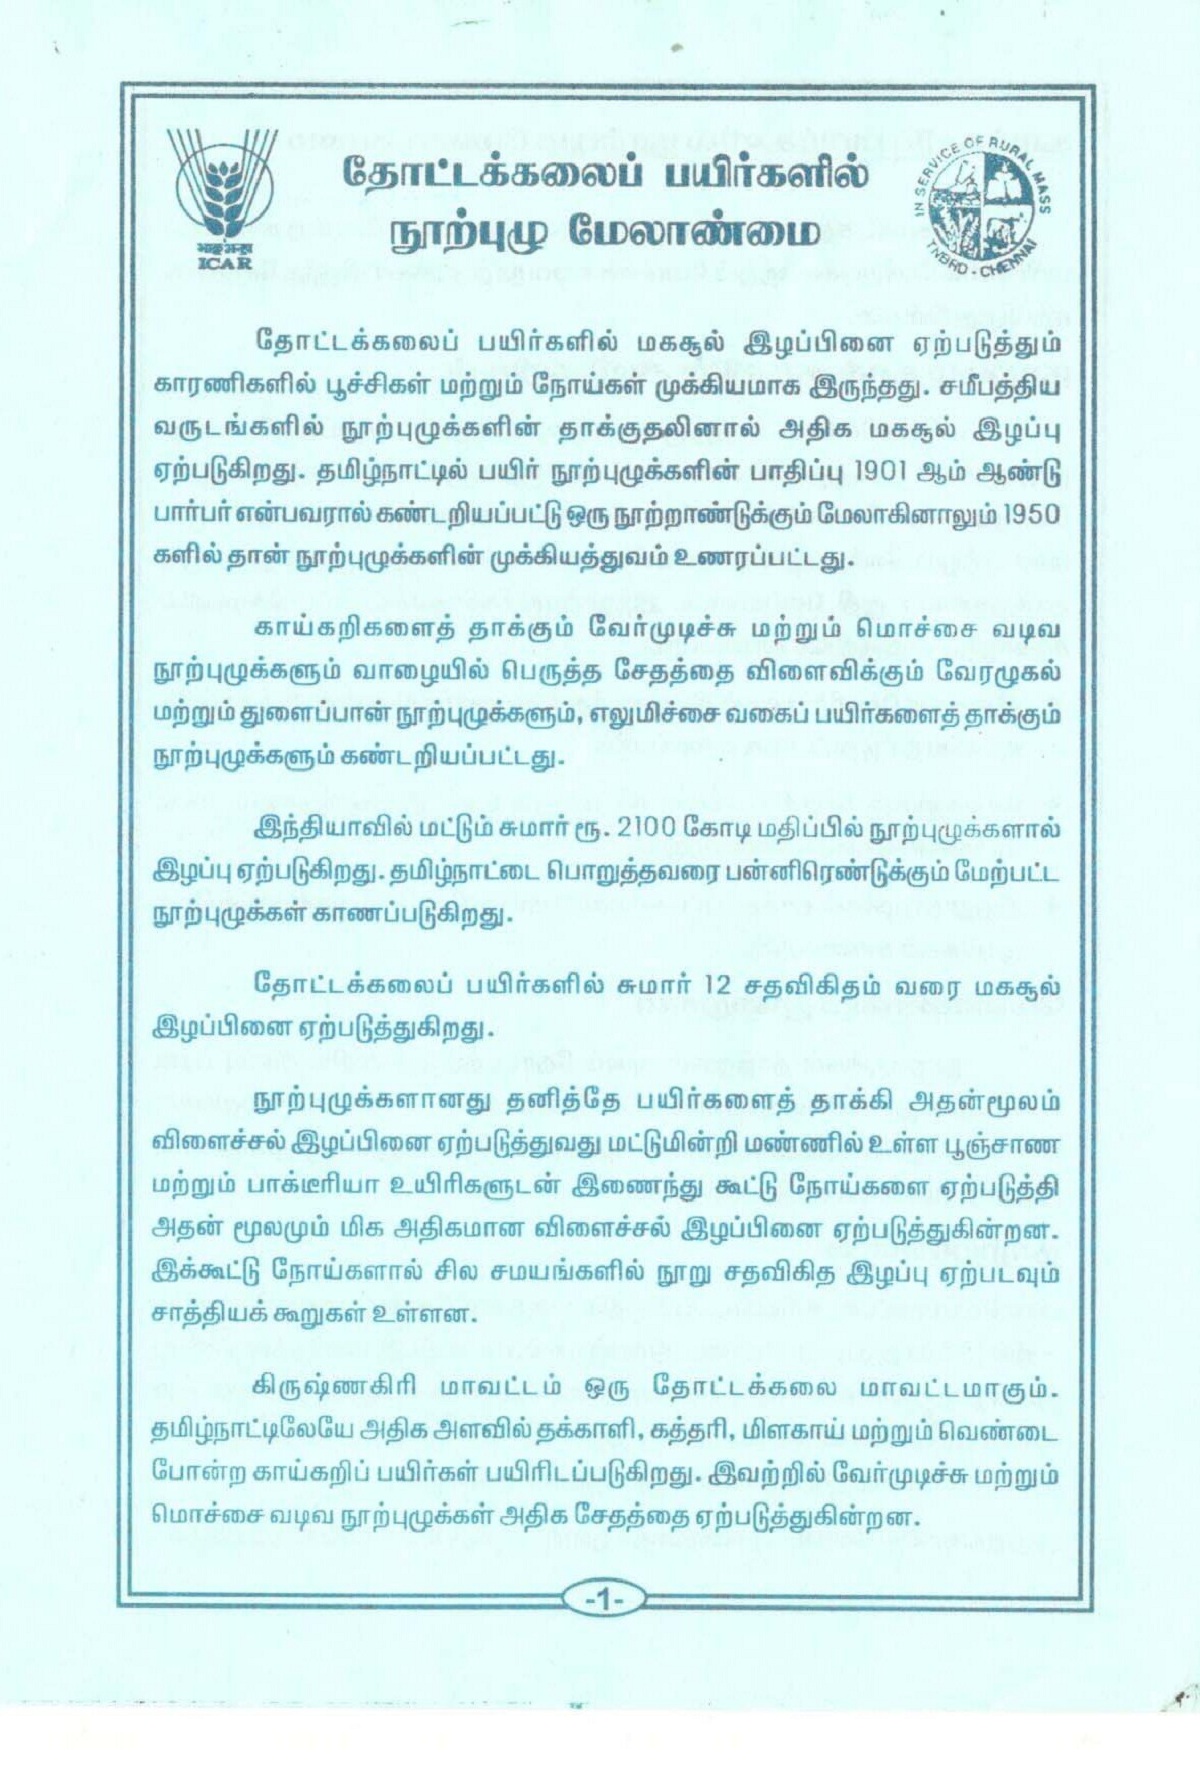 தோட்டக்கலைப் பயிர்களில்
நூற்புழு மேலாண்மை
भाकृअनुप
ICAR
IN SERVICE OF RURAL MASS
TNBRD - CHENNAI
தோட்டக்கலைப் பயிர்களில் மகசூல் இழப்பினை ஏற்படுத்தும்
காரணிகளில் பூச்சிகள் மற்றும் நோய்கள் முக்கியமாக இருந்தது. சமீபத்திய
வருடங்களில் நூற்புழுக்களின் தாக்குதலினால் அதிக மகசூல் இழப்பு
ஏற்படுகிறது. தமிழ்நாட்டில் பயிர் நூற்புழுக்களின் பாதிப்பு 1901 ஆம் ஆண்டு
பார்பர் என்பவரால் கண்டறியப்பட்டு ஒரு நூற்றாண்டுக்கும் மேலாகினாலும் 1950
களில் தான் நூற்புழுக்களின் முக்கியத்துவம் உணரப்பட்டது.
காய்கறிகளைத் தாக்கும் வேர்முடிச்சு மற்றும் மொச்சை வடிவ
நூற்புழுக்களும் வாழையில் பெருத்த சேதத்தை விளைவிக்கும் வேரழுகல்
மற்றும் துளைப்பான் நூற்புழுக்களும், எலுமிச்சை வகைப் பயிர்களைத் தாக்கும்
நூற்புழுக்களும் கண்டறியப்பட்டது.
இந்தியாவில் மட்டும் சுமார் ரூ. 2100 கோடி மதிப்பில் நூற்புழுக்களால்
இழப்பு ஏற்படுகிறது. தமிழ்நாட்டை பொறுத்தவரை பன்னிரெண்டுக்கும் மேற்பட்ட
நூற்புழுக்கள் காணப்படுகிறது.
தோட்டக்கலைப் பயிர்களில் சுமார் 12 சதவிகிதம் வரை மகசூல்
இழப்பினை ஏற்படுத்துகிறது.
நூற்புழுக்களானது தனித்தே பயிர்களைத் தாக்கி அதன்மூலம்
விளைச்சல் இழப்பினை ஏற்படுத்துவது மட்டுமின்றி மண்ணில் உள்ள பூஞ்சாண
மற்றும் பாக்டீரியா உயிரிகளுடன் இணைந்து கூட்டு நோய்களை ஏற்படுத்தி
அதன் மூலமும் மிக அதிகமான விளைச்சல் இழப்பினை ஏற்படுத்துகின்றன.
இக்கூட்டு நோய்களால் சில சமயங்களில் நூறு சதவிகித இழப்பு ஏற்படவும்
சாத்தியக் கூறுகள் உள்ளன.
கிருஷ்ணகிரி மாவட்டம் ஒரு தோட்டக்கலை மாவட்டமாகும்.
தமிழ்நாட்டிலேயே அதிக அளவில் தக்காளி, கத்தரி, மிளகாய் மற்றும் வெண்டை
போன்ற காய்கறிப் பயிர்கள் பயிரிடப்படுகிறது. இவற்றில் வேர்முடிச்சு மற்றும்
மொச்சை வடிவ நூற்புழுக்கள் அதிக சேதத்தை ஏற்படுத்துகின்றன.
-1-